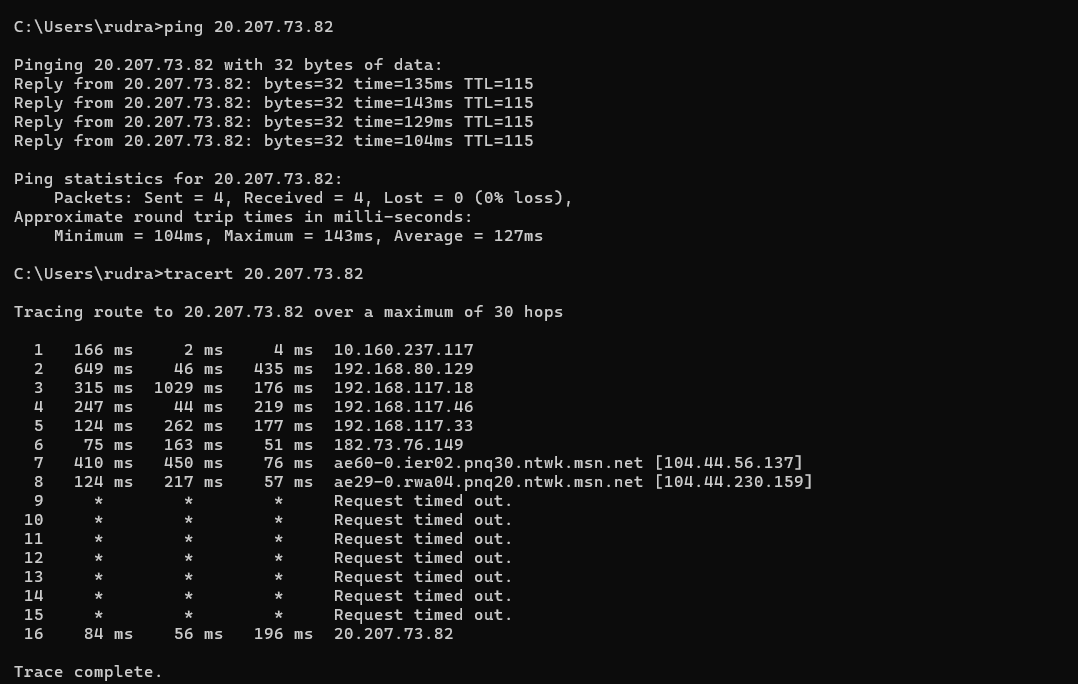 C:\Users\rudra>ping 20.207.73.82
Pinging 20.207.73.82 with 32 bytes of data:
Reply from 20.207.73.82: bytes=32 time=135ms TTL=115
Reply from 20.207.73.82: bytes=32 time=143ms TTL=115
Reply from 20.207.73.82: bytes=32 time=129ms TTL=115
Reply from 20.207.73.82: bytes=32 time=104ms TTL=115
Ping statistics for 20.207.73.82:
    Packets: Sent = 4, Received = 4, Lost = 0 (0% loss),
Approximate round trip times in milli-seconds:
    Minimum = 104ms, Maximum = 143ms, Average = 127ms
C:\Users\rudra>tracert 20.207.73.82
Tracing route to 20.207.73.82 over a maximum of 30 hops
  1   166 ms     2 ms     4 ms  10.160.237.117
  2   649 ms    46 ms   435 ms  192.168.80.129
  3   315 ms  1029 ms   176 ms  192.168.117.18
  4   247 ms    44 ms   219 ms  192.168.117.46
  5   124 ms   262 ms   177 ms  192.168.117.33
  6    75 ms   163 ms    51 ms  182.73.76.149
  7   410 ms   450 ms    76 ms  ae60-0.ier02.pnq30.ntwk.msn.net [104.44.56.137]
  8   124 ms   217 ms    57 ms  ae29-0.rwa04.pnq20.ntwk.msn.net [104.44.230.159]
  9     *        *        *     Request timed out.
 10     *        *        *     Request timed out.
 11     *        *        *     Request timed out.
 12     *        *        *     Request timed out.
 13     *        *        *     Request timed out.
 14     *        *        *     Request timed out.
 15     *        *        *     Request timed out.
 16    84 ms    56 ms   196 ms  20.207.73.82
Trace complete.